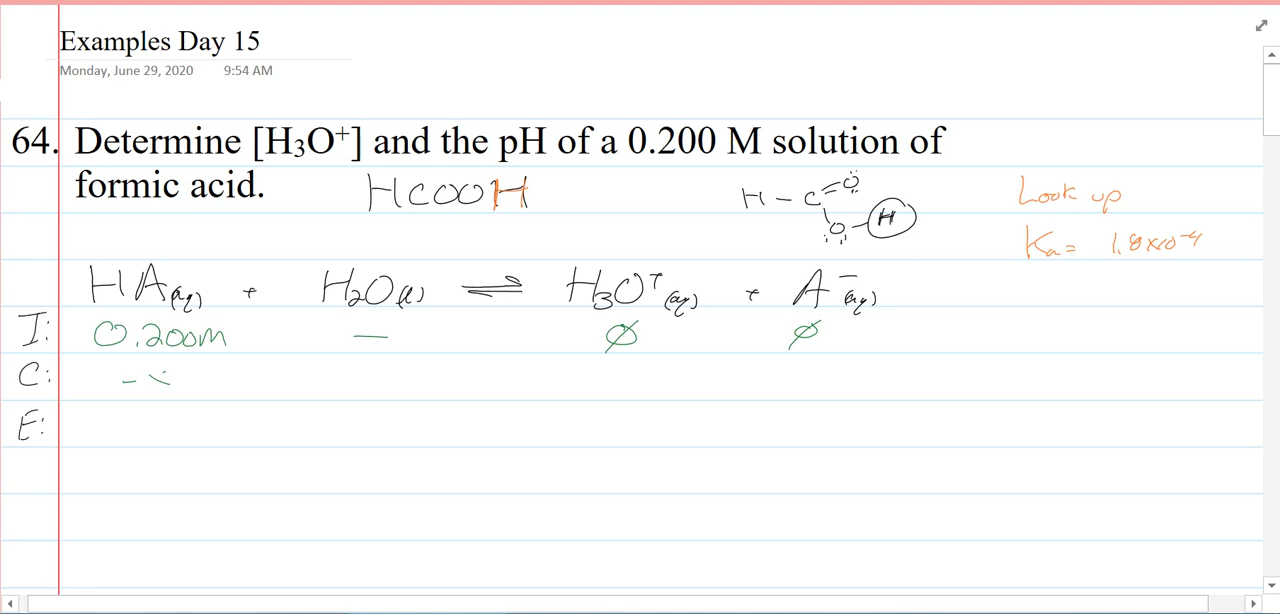 Examples Day 15
Monday, June 29, 2020 9:54 AM
64. Determine [H₃O⁺] and the pH of a 0.200 M solution of
formic acid.
HCOOH
H - C = O
O - H
Look up
Ka = 1.8x10⁻⁴
HA(aq) + H₂O(l) ⇌ H₃O⁺(aq) + A⁻(aq)
I: 0.200M — ∅ ∅
C: -
E: